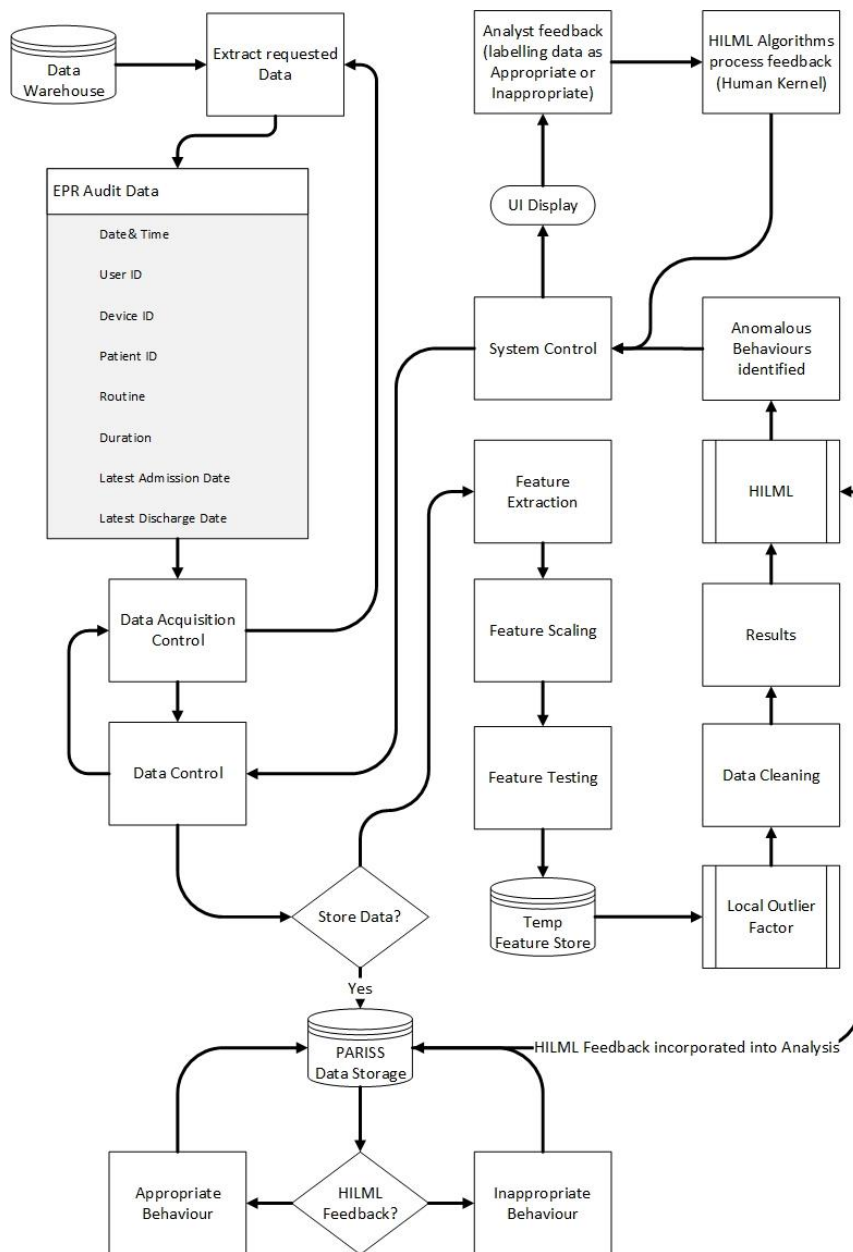 Data
Warehouse
Extract requested
Data
Analyst feedback
(labelling data as
Appropriate or
Inappropriate)
HILML Algorithms
process feedback
(Human Kernel)
EPR Audit Data
Date& Time
User ID
Device ID
Patient ID
Routine
Duration
Latest Admission Date
Latest Discharge Date
UI Display
System Control
Anomalous
Behaviours
identified
Feature
Extraction
HILML
Data Acquisition
Control
Feature Scaling
Results
Data Control
Feature Testing
Data Cleaning
Store Data?
Temp
Feature Store
Local Outlier
Factor
Yes
PARISS
Data Storage
HILML Feedback incorporated into Analysis
Appropriate
Behaviour
HILML
Feedback?
Inappropriate
Behaviour